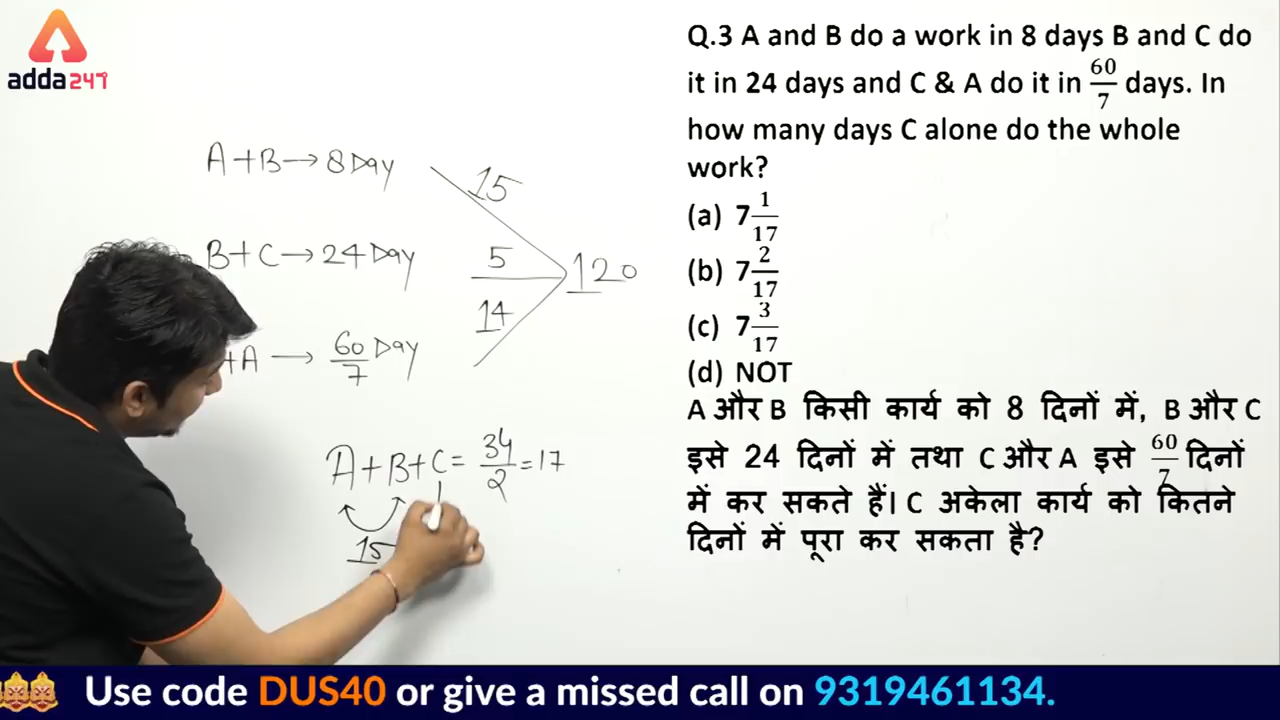 adda247
Q.3 A and B do a work in 8 days B and C do
it in 24 days and C & A do it in 60/7 days. In
how many days C alone do the whole
work?
(a) 7 1/17
(b) 7 2/17
(c) 7 3/17
(d) NOT
A और B किसी कार्य को 8 दिनों में, B और C
इसे 24 दिनों में तथा C और A इसे 60/7 दिनों
में कर सकते हैं। C अकेला कार्य को कितने
दिनों में पूरा कर सकता है?
A+B→8Day
15
B+C→24Day
5
120
14
+A → 60/7 Day
A+B+C= 34/2 =17
15
Use code DUS40 or give a missed call on 9319461134.